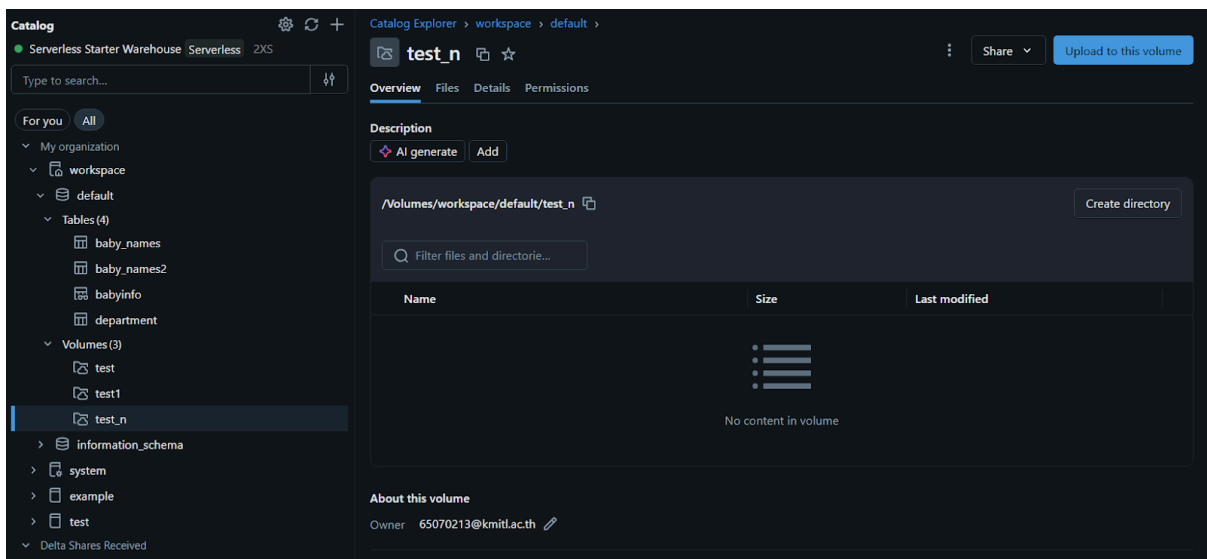 Catalog
Serverless Starter Warehouse Serverless 2XS
Type to search...
For you All
My organization
workspace
default
Tables (4)
baby_names
baby_names2
babyinfo
department
Volumes (3)
test
test1
test_n
information_schema
system
example
test
Delta Shares Received
Catalog Explorer > workspace > default >
test_n
Share
Upload to this volume
Overview Files Details Permissions
Description
AI generate Add
/Volumes/workspace/default/test_n
Create directory
Filter files and directorie...
Name Size Last modified
No content in volume
About this volume
Owner 65070213@kmitl.ac.th